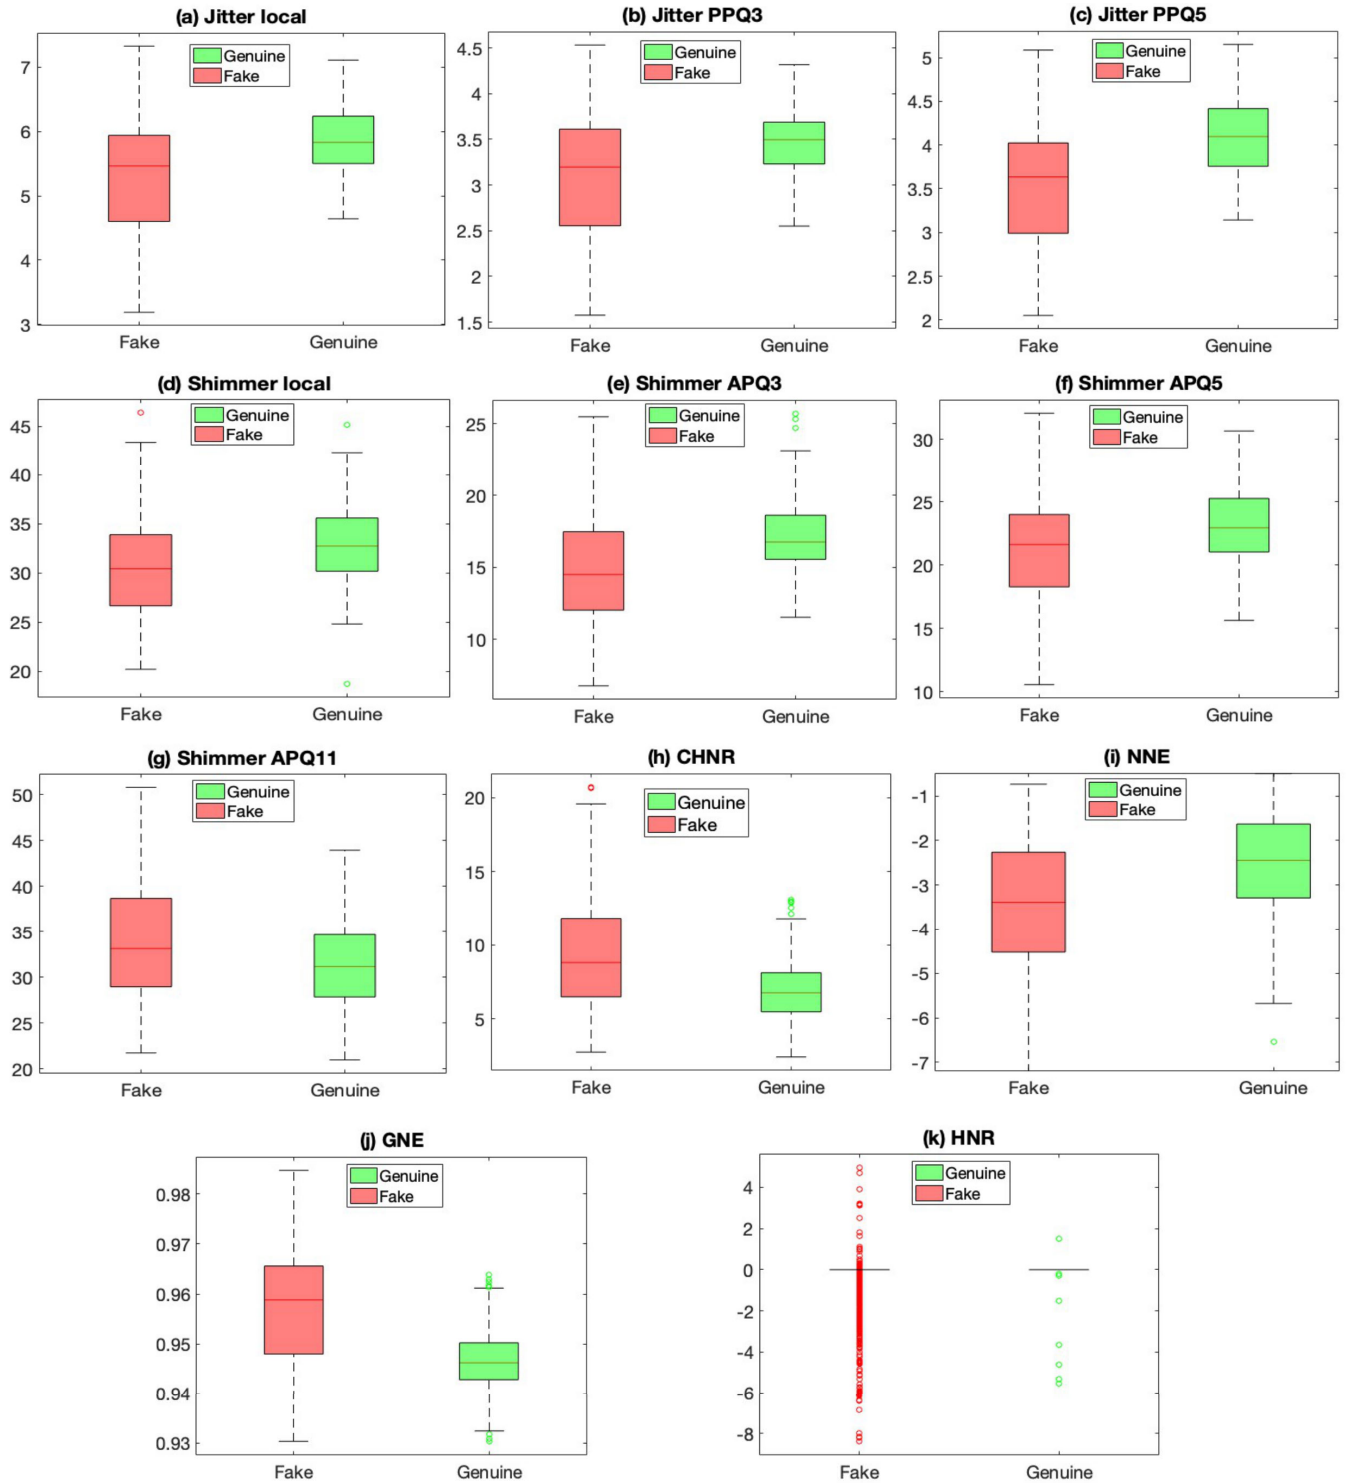 (a) Jitter local
7
6
5
4
3
Genuine
Fake
Fake
Genuine
(b) Jitter PPQ3
4.5
4
3.5
3
2.5
2
1.5
Genuine
Fake
Fake
Genuine
(c) Jitter PPQ5
5
4.5
4
3.5
3
2.5
2
Genuine
Fake
Fake
Genuine
(d) Shimmer local
45
40
35
30
25
20
Genuine
Fake
Fake
Genuine
(e) Shimmer APQ3
25
20
15
10
Genuine
Fake
Fake
Genuine
(f) Shimmer APQ5
30
25
20
15
10
Genuine
Fake
Fake
Genuine
(g) Shimmer APQ11
50
45
40
35
30
25
20
Genuine
Fake
Fake
Genuine
(h) CHNR
20
15
10
5
Genuine
Fake
Fake
Genuine
(i) NNE
-1
-2
-3
-4
-5
-6
-7
Genuine
Fake
Fake
Genuine
(j) GNE
0.98
0.97
0.96
0.95
0.94
0.93
Genuine
Fake
Fake
Genuine
(k) HNR
4
2
0
-2
-4
-6
-8
Genuine
Fake
Fake
Genuine